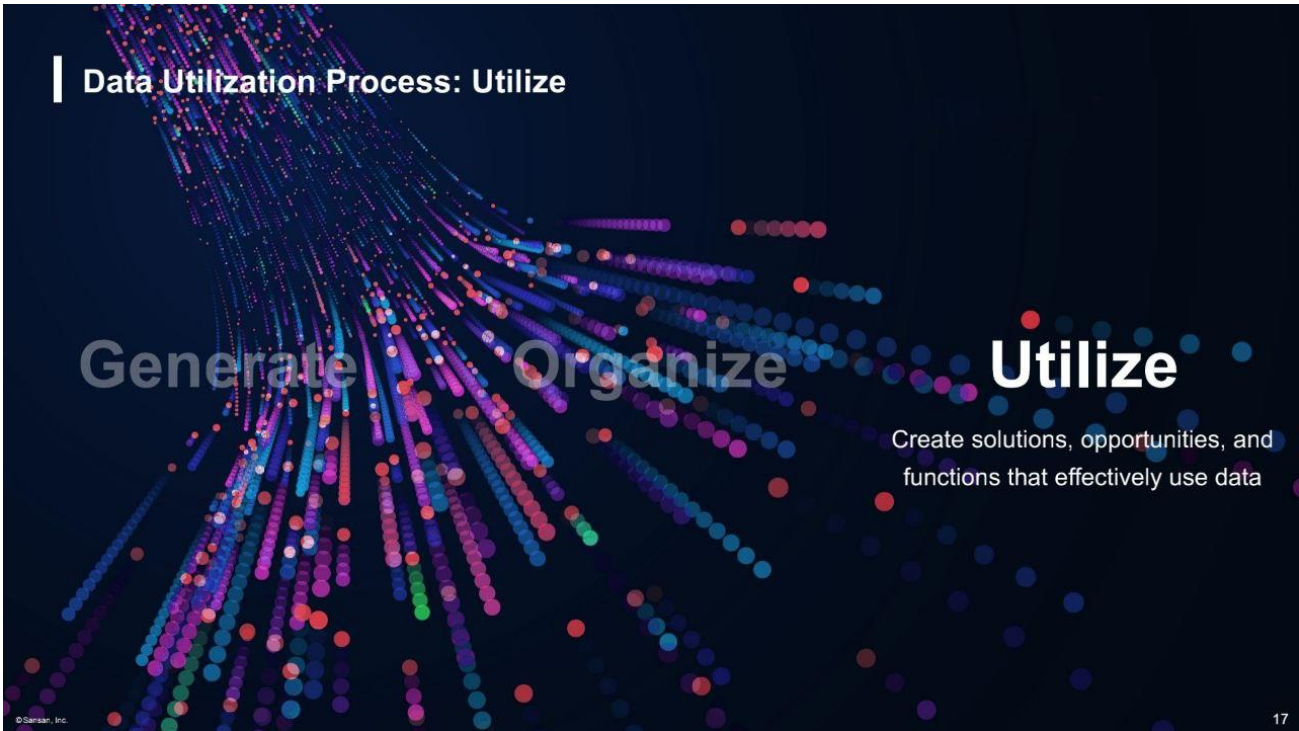 Data Utilization Process: Utilize
Generate
Organize
Utilize
Create solutions, opportunities, and
functions that effectively use data
©Sansan, Inc.
17